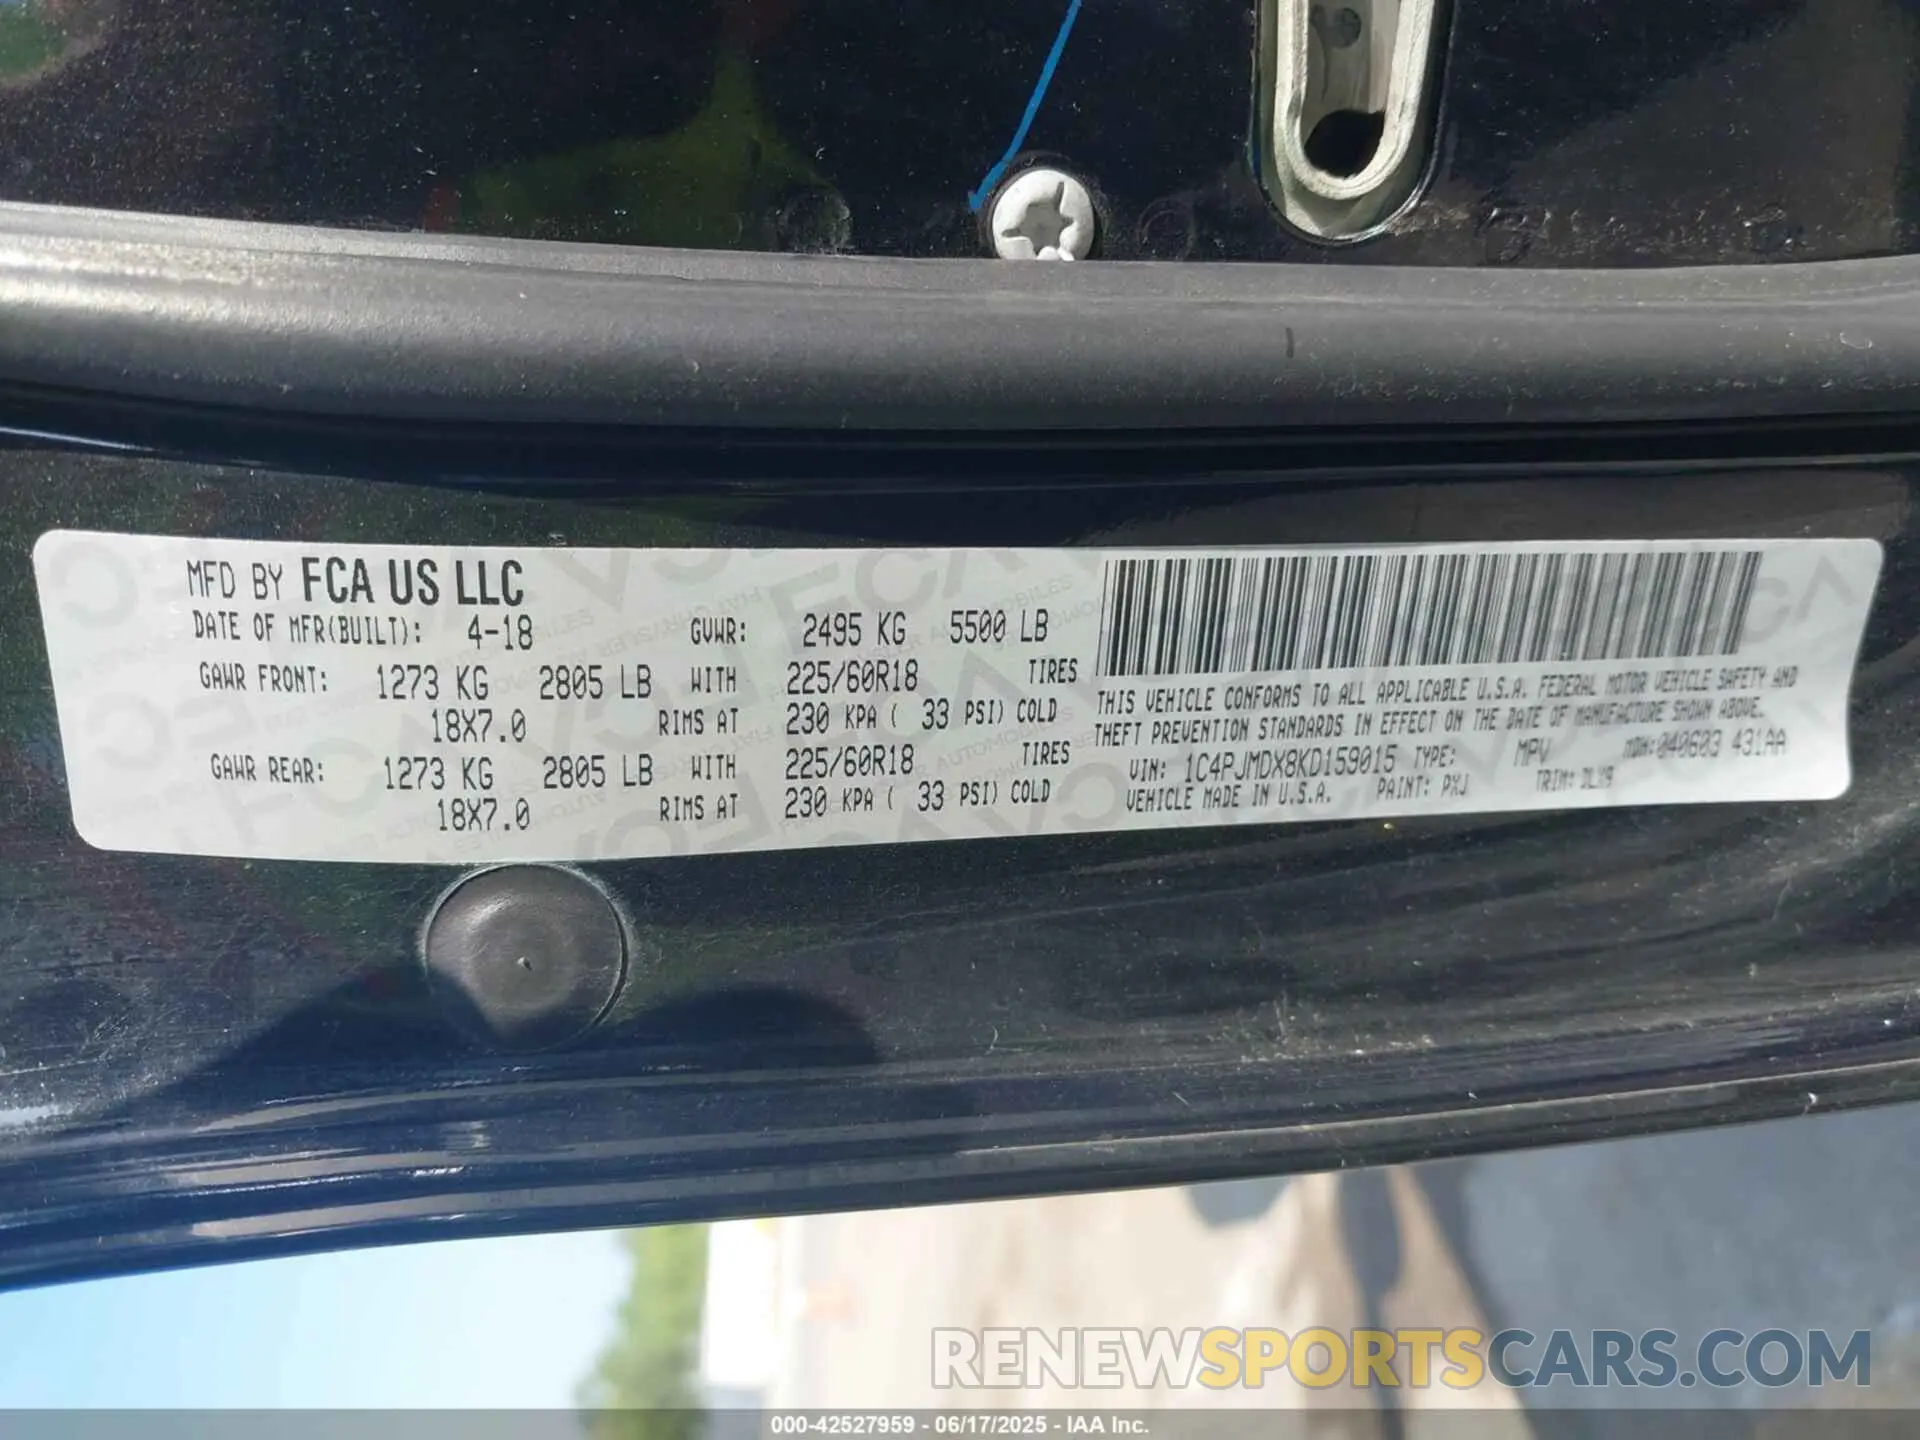 MFD BY FCA US LLC
DATE OF MFR(BUILT): 4-18 GVWR: 2495 KG 5500 LB
GAWR FRONT: 1273 KG 2805 LB WITH 225/60R18 TIRES
18X7.0 RIMS AT 230 KPA ( 33 PSI) COLD
GAWR REAR: 1273 KG 2805 LB WITH 225/60R18 TIRES
18X7.0 RIMS AT 230 KPA ( 33 PSI) COLD
THIS VEHICLE CONFORMS TO ALL APPLICABLE U.S.A. FEDERAL MOTOR VEHICLE SAFETY AND
THEFT PREVENTION STANDARDS IN EFFECT ON THE DATE OF MANUFACTURE SHOWN ABOVE.
VIN: 1C4PJMDX8KD159015 TYPE: MPV MDH:040603 431AA
VEHICLE MADE IN U.S.A. PAINT: PXJ TRIM: DLX9
RENEWSPORTSCARS.COM
000-42527959 - 06/17/2025 - IAA Inc.